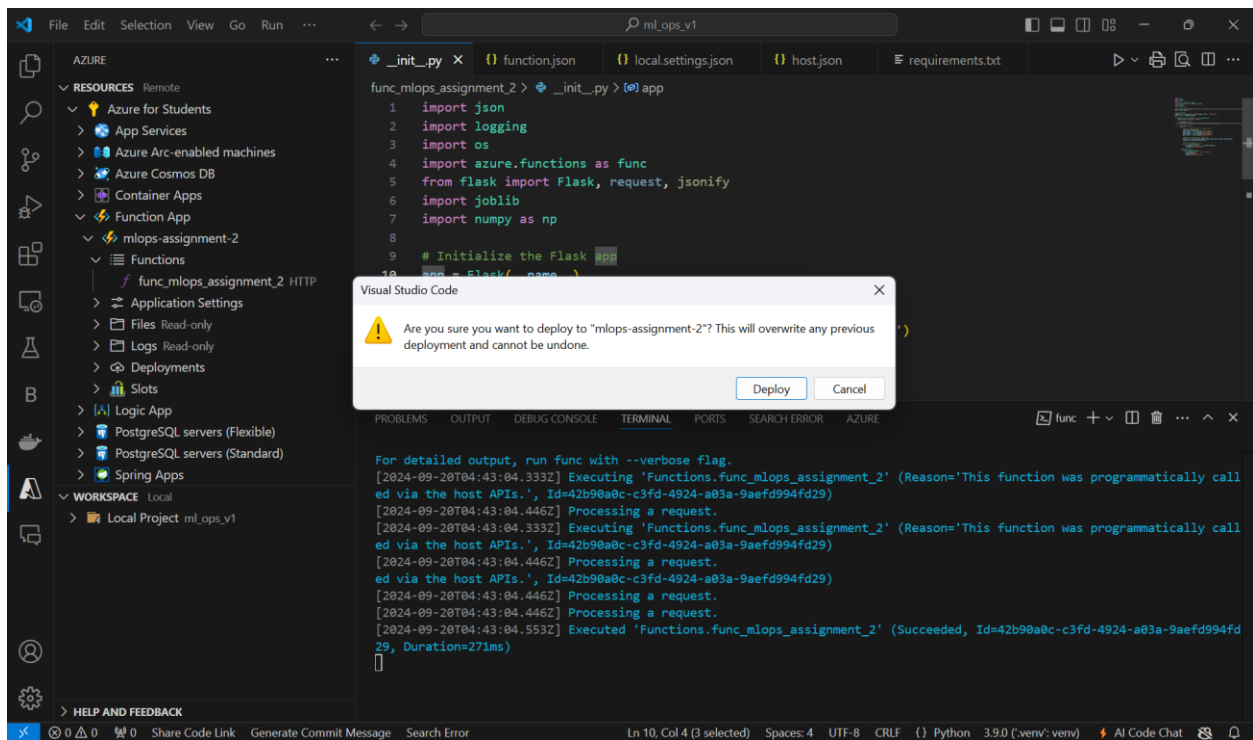 File Edit Selection View Go Run ··· ml_ops_v1
AZURE ···
RESOURCES Remote
Azure for Students
App Services
Azure Arc-enabled machines
Azure Cosmos DB
Container Apps
Function App
mlops-assignment-2
Functions
func_mlops_assignment_2 HTTP
Application Settings
Files Read-only
Logs Read-only
Deployments
Slots
Logic App
PostgreSQL servers (Flexible)
PostgreSQL servers (Standard)
Spring Apps
WORKSPACE Local
Local Project ml_ops_v1
HELP AND FEEDBACK
__init__.py {} function.json {} local.settings.json {} host.json requirements.txt
func_mlops_assignment_2 > __init__.py > app
1 import json
2 import logging
3 import os
4 import azure.functions as func
5 from flask import Flask, request, jsonify
6 import joblib
7 import numpy as np
8
9 # Initialize the Flask app
10 app = Flask(__name__)
')
Visual Studio Code
Are you sure you want to deploy to "mlops-assignment-2"? This will overwrite any previous
deployment and cannot be undone.
Deploy Cancel
PROBLEMS OUTPUT DEBUG CONSOLE TERMINAL PORTS SEARCH ERROR AZURE func
For detailed output, run func with --verbose flag.
[2024-09-20T04:43:04.333Z] Executing 'Functions.func_mlops_assignment_2' (Reason='This function was programmatically call
ed via the host APIs.', Id=42b90a0c-c3fd-4924-a03a-9aefd994fd29)
[2024-09-20T04:43:04.446Z] Processing a request.
[2024-09-20T04:43:04.333Z] Executing 'Functions.func_mlops_assignment_2' (Reason='This function was programmatically call
ed via the host APIs.', Id=42b90a0c-c3fd-4924-a03a-9aefd994fd29)
[2024-09-20T04:43:04.446Z] Processing a request.
ed via the host APIs.', Id=42b90a0c-c3fd-4924-a03a-9aefd994fd29)
[2024-09-20T04:43:04.446Z] Processing a request.
[2024-09-20T04:43:04.446Z] Processing a request.
[2024-09-20T04:43:04.553Z] Executed 'Functions.func_mlops_assignment_2' (Succeeded, Id=42b90a0c-c3fd-4924-a03a-9aefd994fd
29, Duration=271ms)
0 0 0 Share Code Link Generate Commit Message Search Error Ln 10, Col 4 (3 selected) Spaces: 4 UTF-8 CRLF {} Python 3.9.0 ('.venv': venv) AI Code Chat